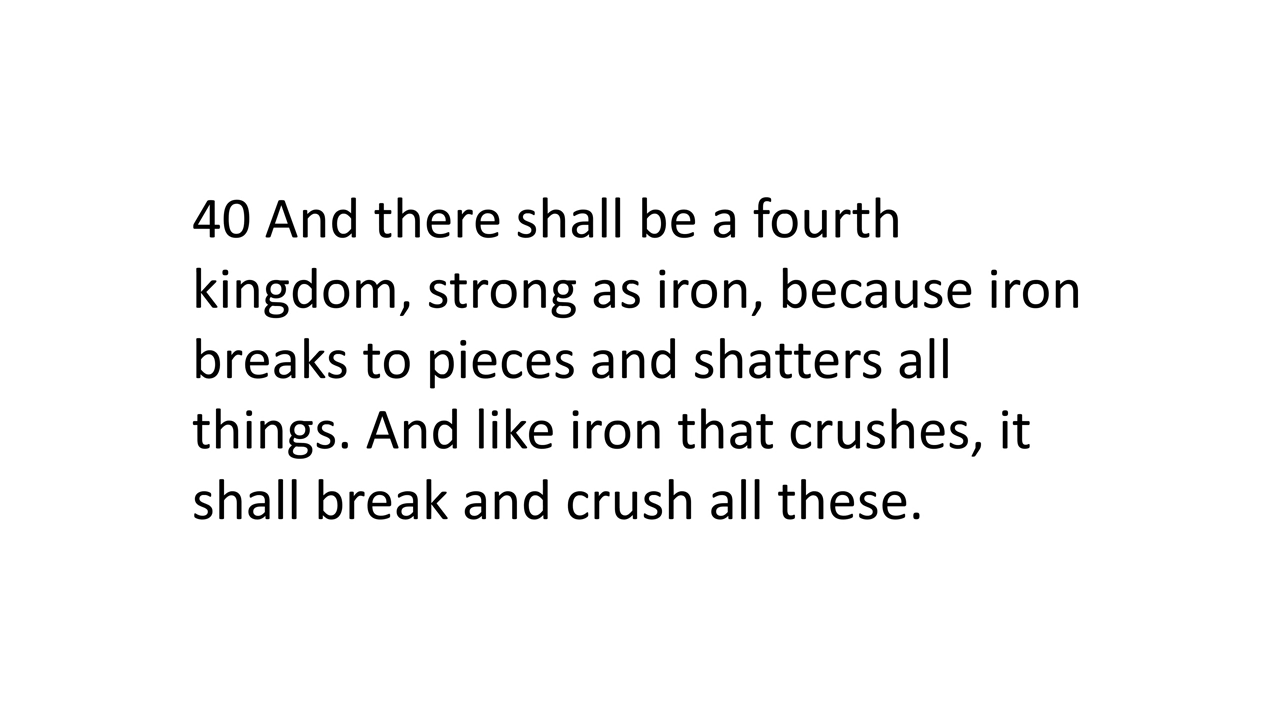 40 And there shall be a fourth
kingdom, strong as iron, because iron
breaks to pieces and shatters all
things. And like iron that crushes, it
shall break and crush all these.